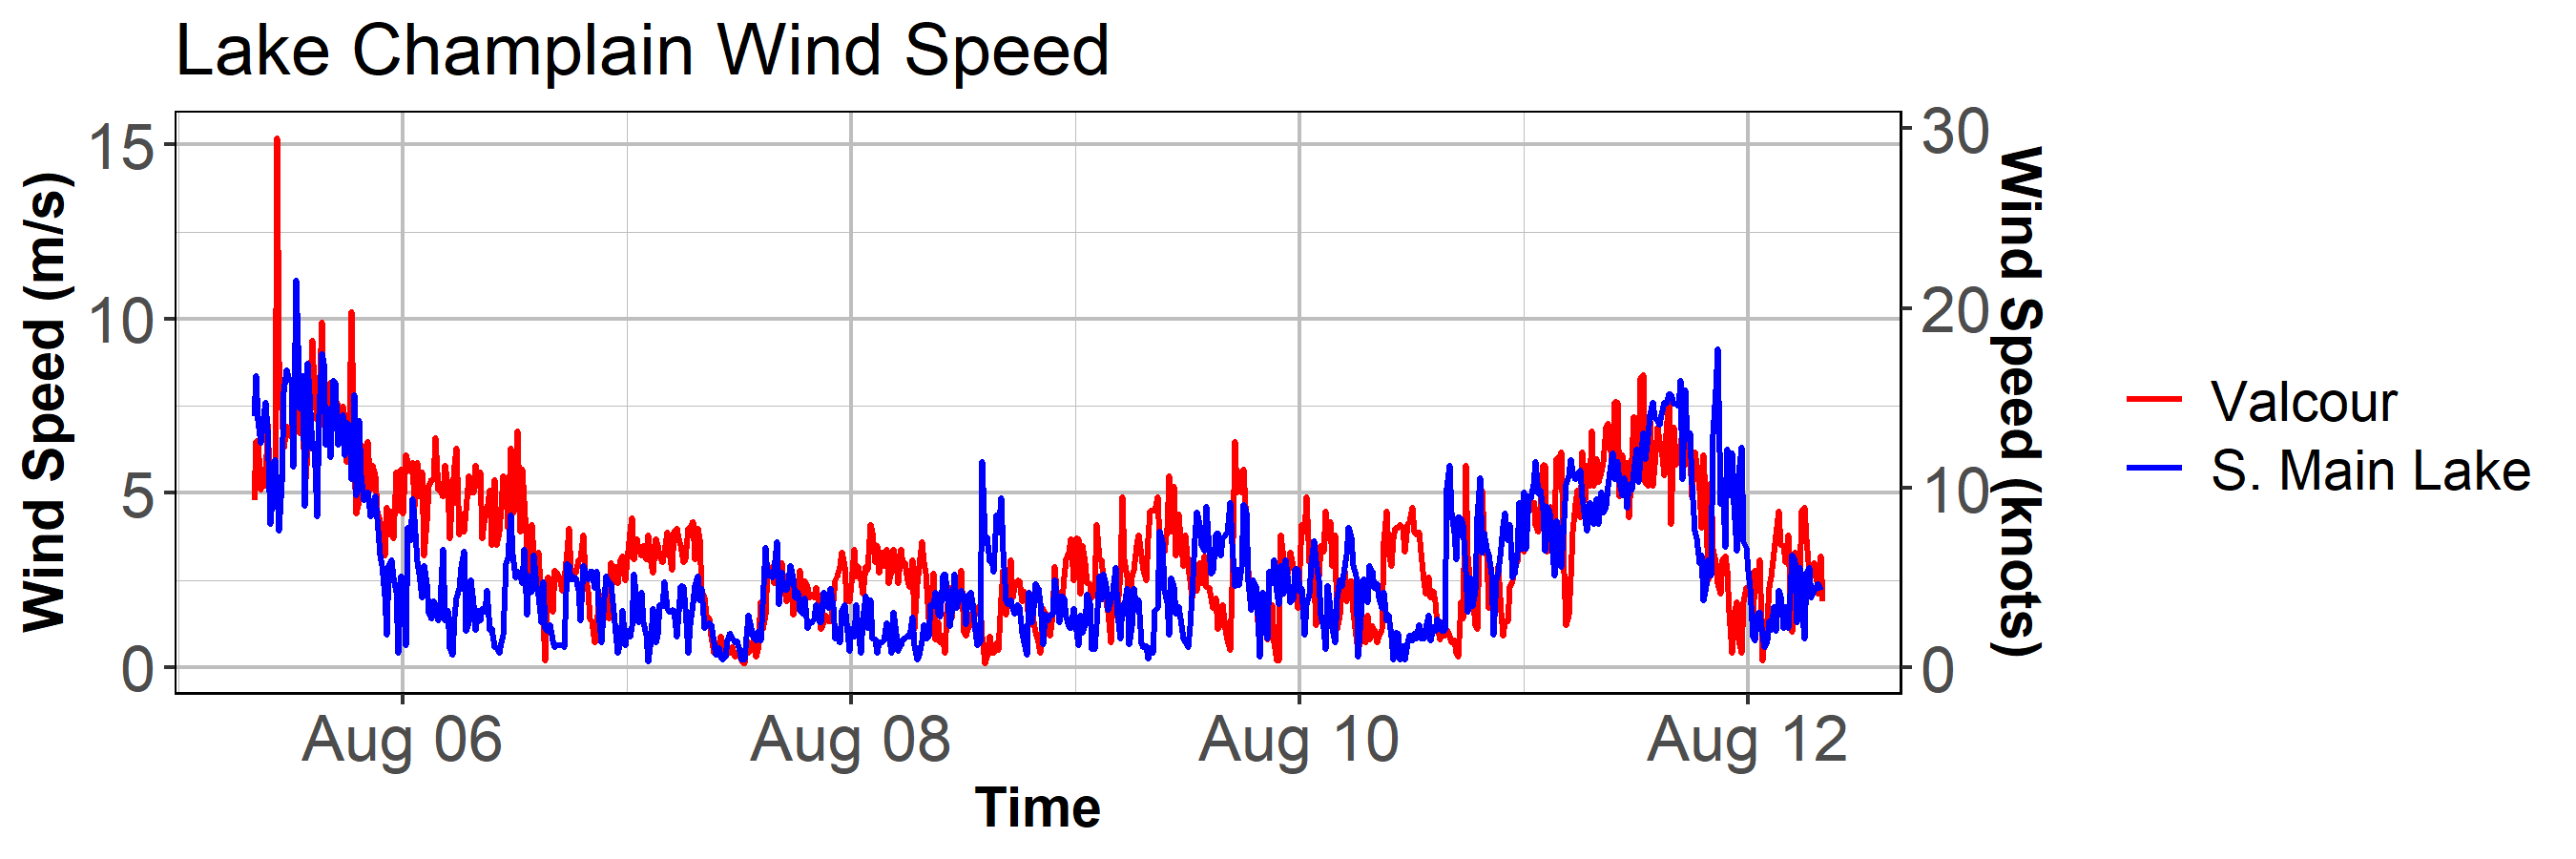 Lake Champlain Wind Speed
Wind Speed (m/s)
15
10
5
0
30
20
10
0
Wind Speed (knots)
Aug 06
Aug 08
Aug 10
Aug 12
Time
Valcour
S. Main Lake